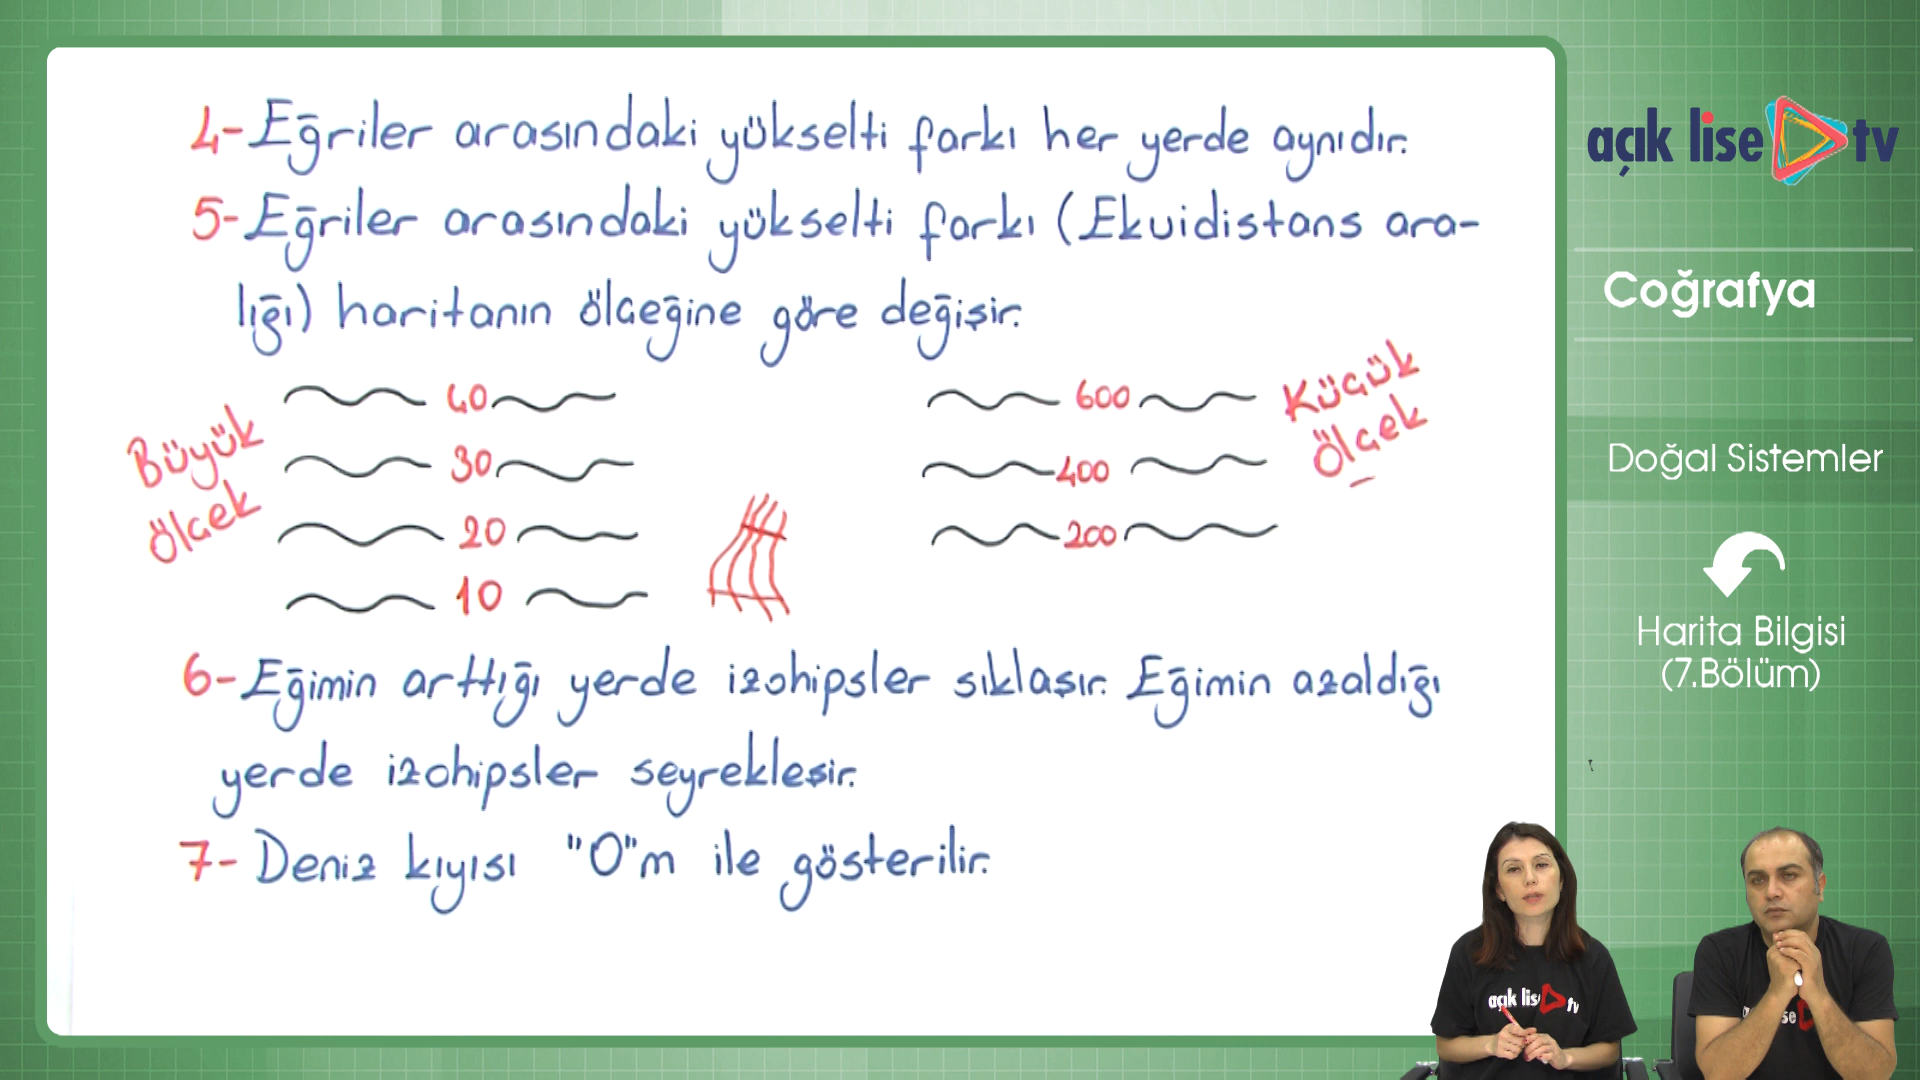 4-Eğriler arasındaki yükselti farkı her yerde aynıdır.
5-Eğriler arasındaki yükselti farkı (Ekuidistans ara-
lığı) haritanın ölçeğine göre değişir.
Büyük
ölçek
40
30
20
10
600
400
200
Küçük
Ölçek
6-Eğimin arttığı yerde izohipsler sıklaşır. Eğimin azaldığı
yerde izohipsler seyrekleşir.
7- Deniz kıyısı "0"m ile gösterilir.
açık lise tv
Coğrafya
Doğal Sistemler
Harita Bilgisi
(7.Bölüm)
açık lise tv